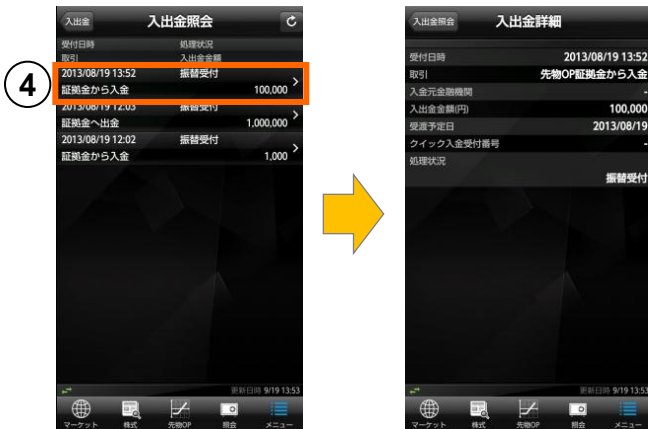 ④
入出金
入出金照会
受付日時 処理状況
取引 入出金金額
2013/08/19 13:52 振替受付
証拠金から入金 100,000
2013/08/19 12:03 振替受付
証拠金へ出金 1,000,000
2013/08/19 12:02 振替受付
証拠金から入金 1,000
更新日時 9/19 13:53
マーケット 株式 先物OP 照会 メニュー
入出金照会
入出金詳細
受付日時 2013/08/19 13:52
取引 先物OP証拠金から入金
入金元金融機関 -
入出金金額(円) 100,000
受渡予定日 2013/08/19
クイック入金受付番号 -
処理状況
振替受付
更新日時 9/19 13:53
マーケット 株式 先物OP 照会 メニュー